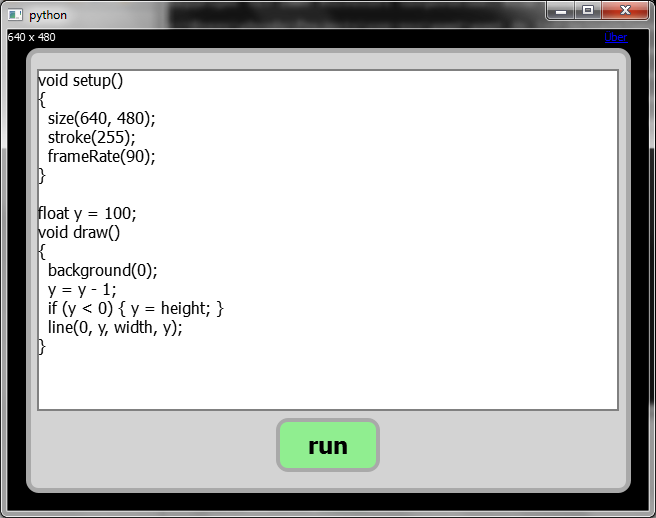 python
640 x 480
Über
void setup()
{
  size(640, 480);
  stroke(255);
  frameRate(90);
}
float y = 100;
void draw()
{
  background(0);
  y = y - 1;
  if (y < 0) { y = height; }
  line(0, y, width, y);
}
run